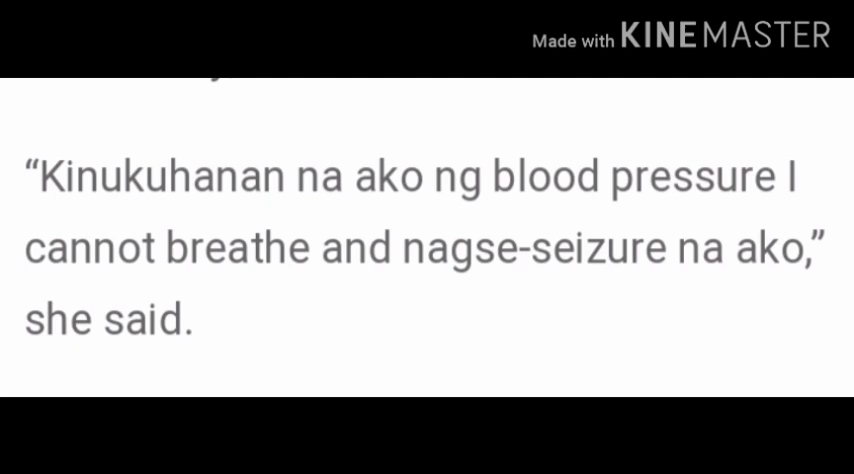 Made with KINEMASTER
“Kinukuhanan na ako ng blood pressure I
cannot breathe and nagse-seizure na ako,”
she said.